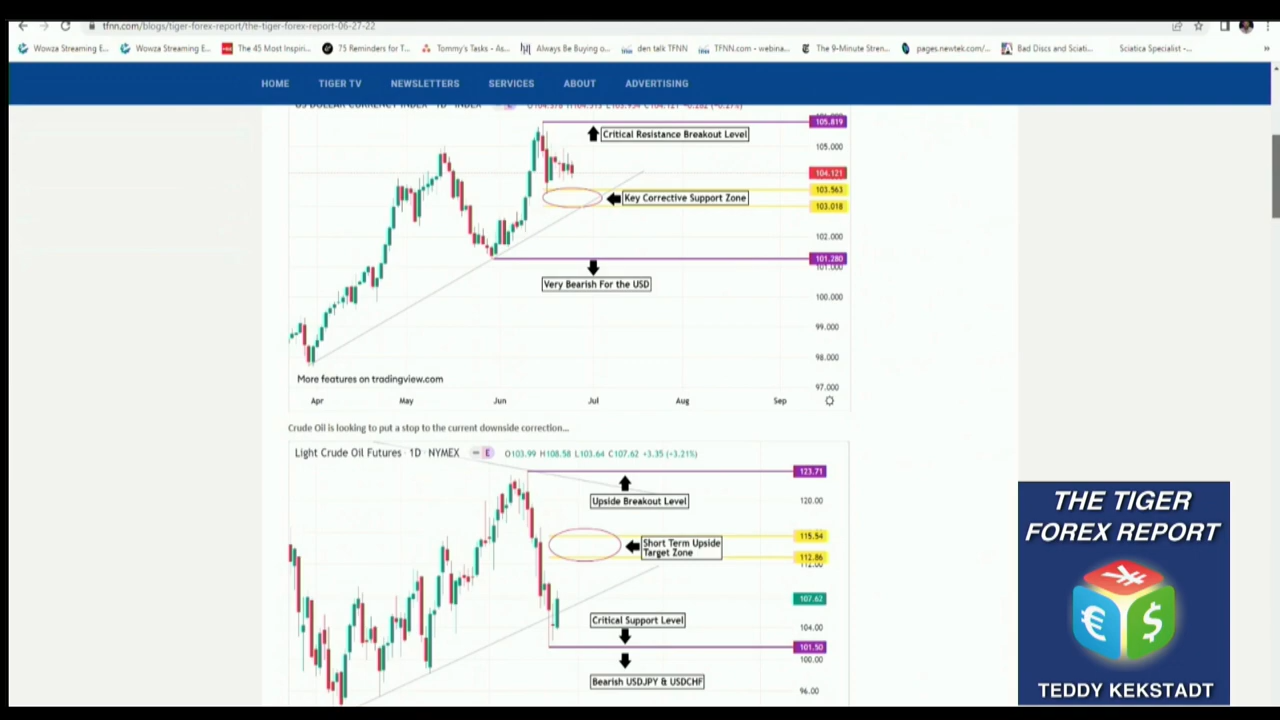 tfnn.com/blogs/tiger-forex-report/the-tiger-forex-report-06-27-22
Wowza Streaming E...
Wowza Streaming E...
The 45 Most Inspiri...
75 Reminders for T...
Tommy's Tasks - As...
Always Be Buying o...
den talk TFNN
TFNN.com - webina...
The 9-Minute Stren...
pages.newtek.com/...
Bad Discs and Sciati...
Sciatica Specialist -...
HOME
TIGER TV
NEWSLETTERS
SERVICES
ABOUT
ADVERTISING
105.819
Critical Resistance Breakout Level
105.000
104.121
103.563
Key Corrective Support Zone
103.018
102.000
101.280
101.000
Very Bearish For the USD
100.000
99.000
98.000
More features on tradingview.com
97.000
Apr
May
Jun
Jul
Aug
Sep
Crude Oil is looking to put a stop to the current downside correction...
Light Crude Oil Futures · 1D · NYMEX
E
O103.99 H108.58 L103.64 C107.62 +3.35 (+3.21%)
123.71
Upside Breakout Level
120.00
115.54
Short Term Upside
Target Zone
112.86
112.00
107.62
Critical Support Level
104.00
101.50
100.00
Bearish USDJPY & USDCHF
96.00
THE TIGER
FOREX REPORT
€
$
TEDDY KEKSTADT